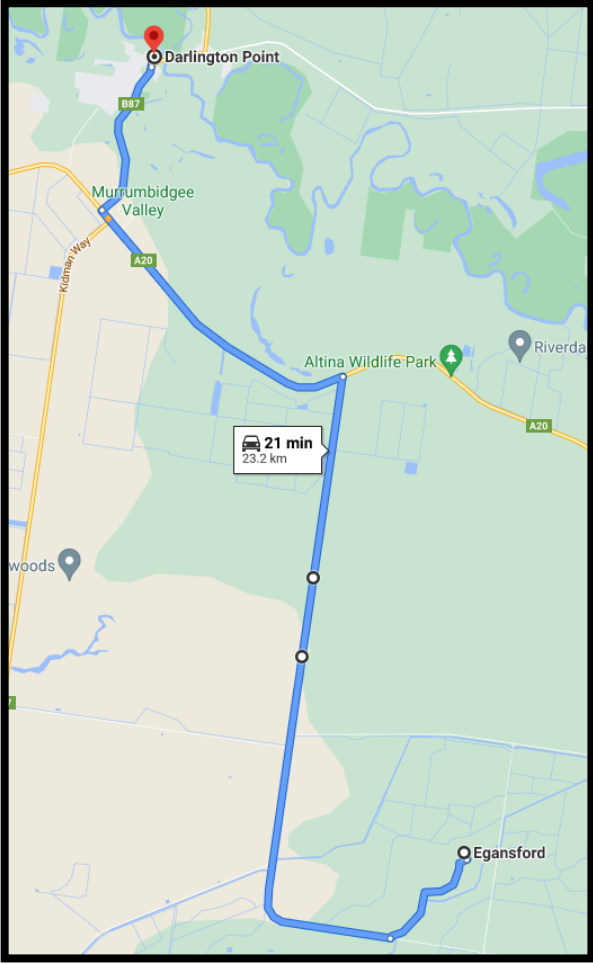 Darlington Point
B87
Murrumbidgee
Valley
Kidman Way
A20
Altina Wildlife Park
Riverda
A20
21 min
23.2 km
woods
7
Egansford